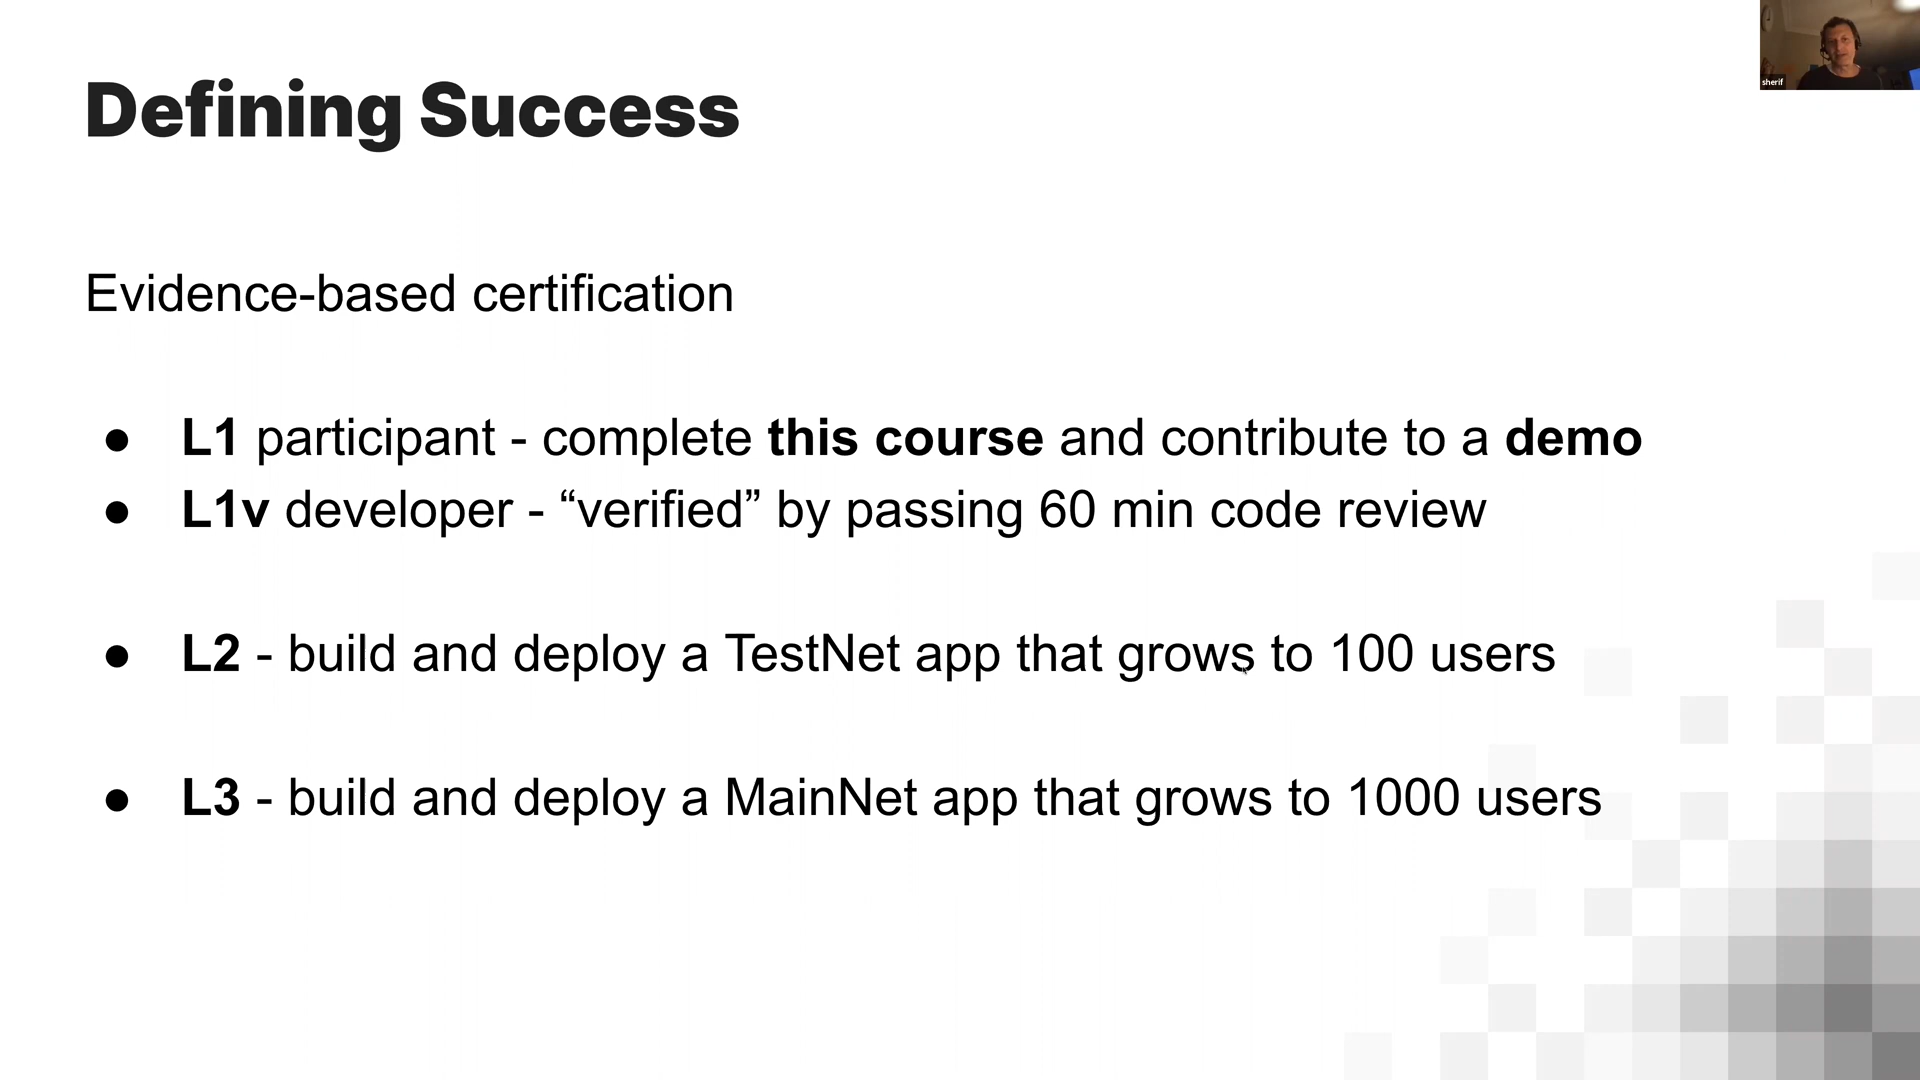 Defining Success
sherif
Evidence-based certification
● L1 participant - complete this course and contribute to a demo
● L1v developer - “verified” by passing 60 min code review
● L2 - build and deploy a TestNet app that grows to 100 users
● L3 - build and deploy a MainNet app that grows to 1000 users